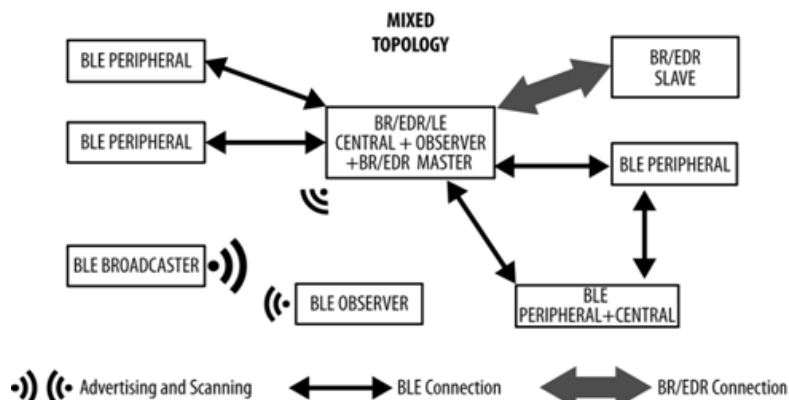 MIXED
TOPOLOGY
BLE PERIPHERAL
BR/EDR
SLAVE
BLE PERIPHERAL
BR/EDR/LE
CENTRAL + OBSERVER
+BR/EDR MASTER
BLE PERIPHERAL
BLE BROADCASTER
BLE OBSERVER
BLE
PERIPHERAL+CENTRAL
Advertising and Scanning
BLE Connection
BR/EDR Connection